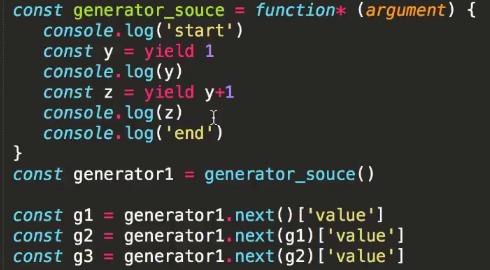 const generator_souce = function* (argument) {
console.log('start')
const y = yield 1
console.log(y)
const z = yield y+1
console.log(z)
console.log('end')
}
const generator1 = generator_souce()
const g1 = generator1.next()['value']
const g2 = generator1.next(g1)['value']
const g3 = generator1.next(g2)['value']